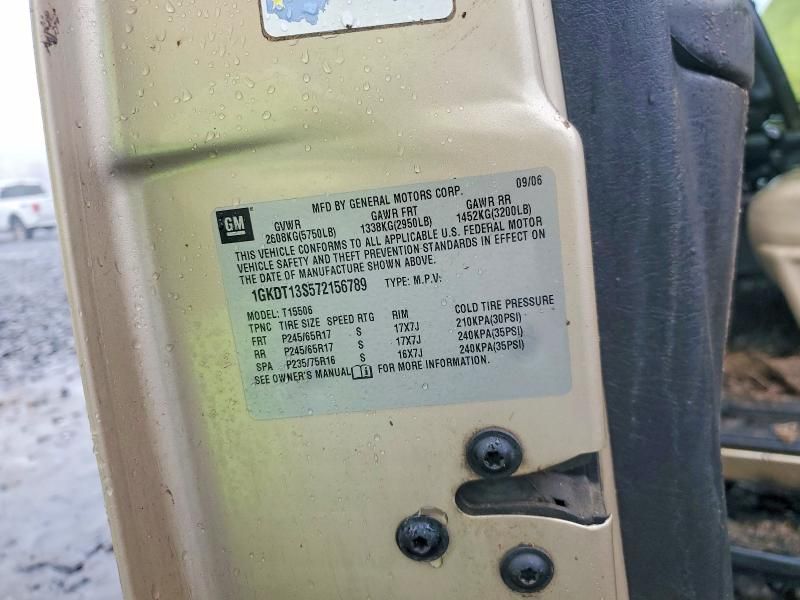 MFD BY GENERAL MOTORS CORP. 09/06
GM
GVWR GAWR FRT GAWR RR
2608KG(5750LB) 1338KG(2950LB) 1452KG(3200LB)
THIS VEHICLE CONFORMS TO ALL APPLICABLE U.S. FEDERAL MOTOR
VEHICLE SAFETY AND THEFT PREVENTION STANDARDS IN EFFECT ON
THE DATE OF MANUFACTURE SHOWN ABOVE.
1GKDT13S572156789 TYPE: M.P.V:
MODEL: T15506
TPNC TIRE SIZE SPEED RTG RIM COLD TIRE PRESSURE
FRT P245/65R17 S 17X7J 210KPA(30PSI)
RR P245/65R17 S 17X7J 240KPA(35PSI)
SPA P235/75R16 S 16X7J 240KPA(35PSI)
SEE OWNER'S MANUAL FOR MORE INFORMATION.